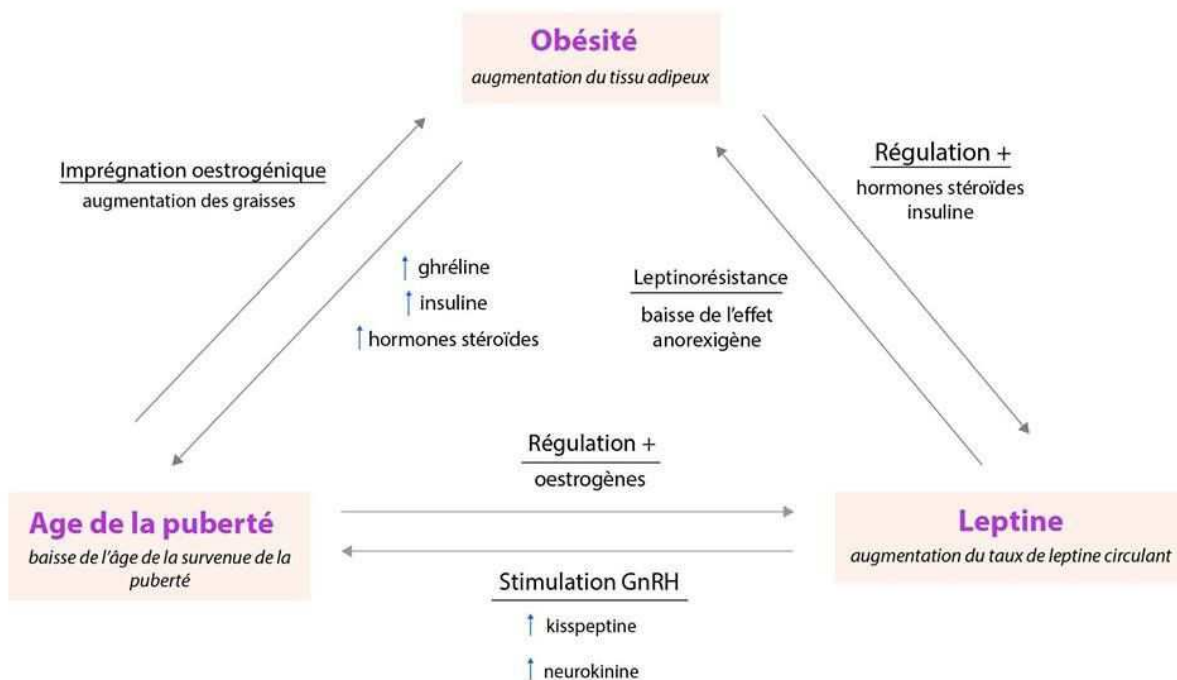 Obésité
augmentation du tissu adipeux
Imprégnation oestrogénique
augmentation des graisses
Régulation +
hormones stéroïdes
insuline
↑ ghréline
↑ insuline
↑ hormones stéroïdes
Leptinorésistance
baisse de l'effet
anorexigène
Régulation +
oestrogènes
Age de la puberté
baisse de l'âge de la survenue de la
puberté
Leptine
augmentation du taux de leptine circulant
Stimulation GnRH
↑ kisspeptine
↑ neurokinine